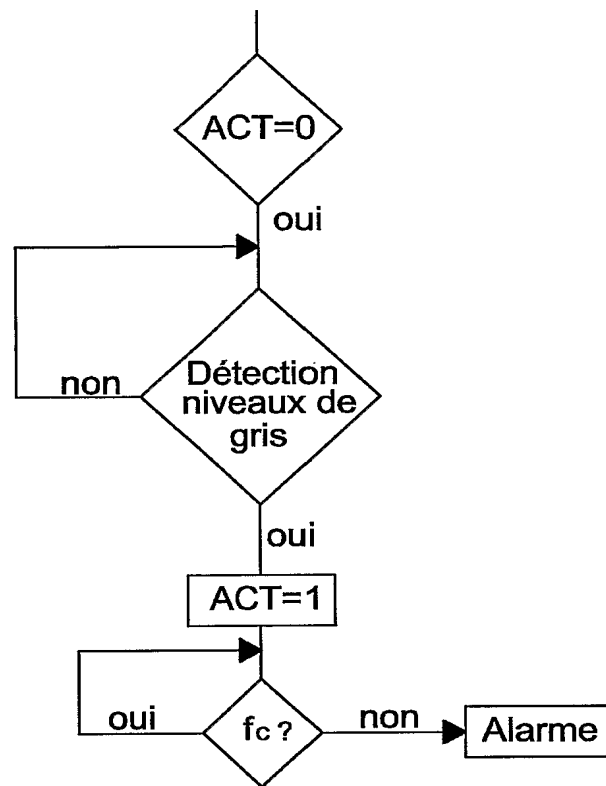 ACT=0
oui
non
Détection
niveaux de
gris
oui
ACT=1
oui
fc ?
non
Alarme